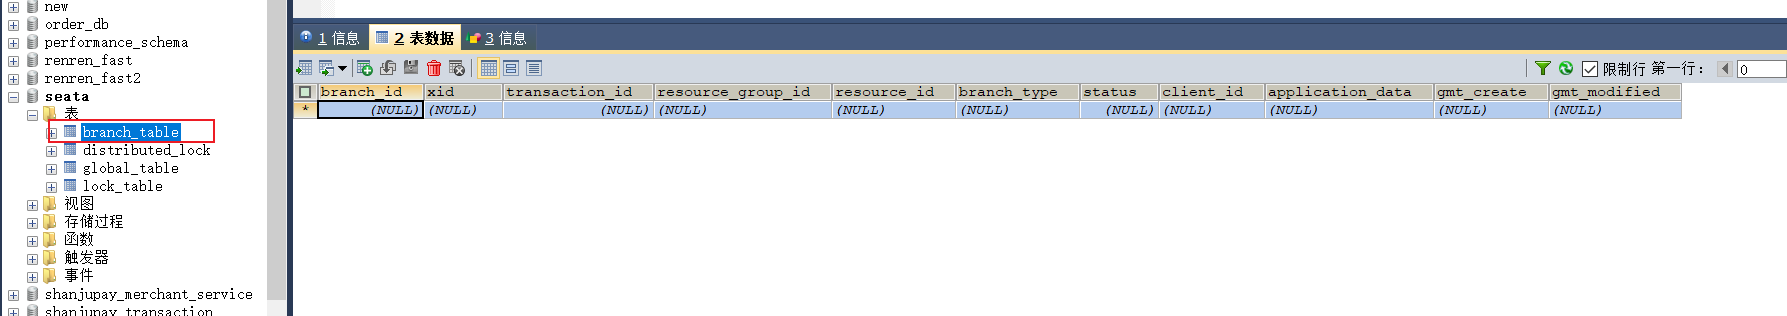 new
order_db
performance_schema
renren_fast
renren_fast2
seata
表
branch_table
distributed_lock
global_table
lock_table
视图
存储过程
函数
触发器
事件
shanjupay_merchant_service
shanjupay_transaction
1 信息 2 表数据 3 信息
限制行 第一行： 0
branch_id xid transaction_id resource_group_id resource_id branch_type status client_id application_data gmt_create gmt_modified
* (NULL) (NULL) (NULL) (NULL) (NULL) (NULL) (NULL) (NULL) (NULL) (NULL) (NULL)